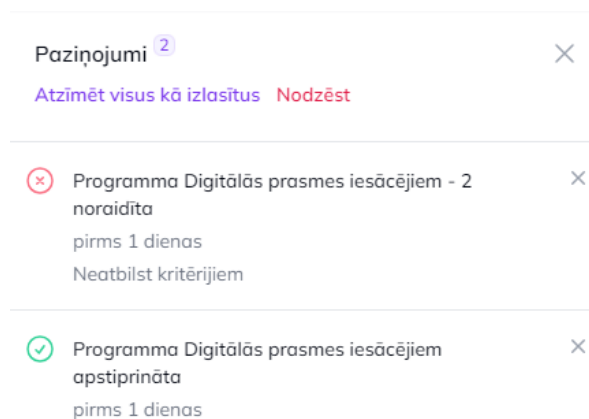 Paziņojumi 2
Atzīmēt visus kā izlasītus Nodzēst
Programma Digitālās prasmes iesācējiem - 2
noraidīta
pirms 1 dienas
Neatbilst kritērijiem
Programma Digitālās prasmes iesācējiem
apstiprināta
pirms 1 dienas